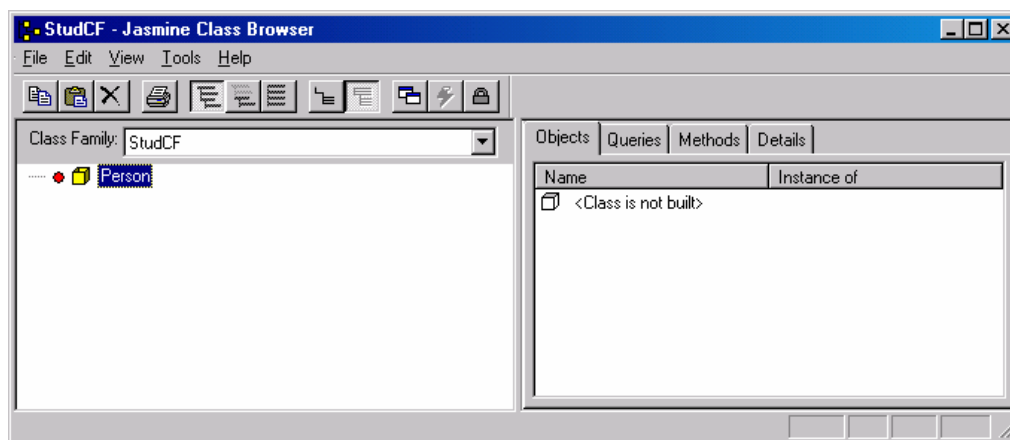 StudCF - Jasmine Class Browser
File Edit View Tools Help
Class Family: StudCF
Person
Objects Queries Methods Details
Name Instance of
<Class is not built>